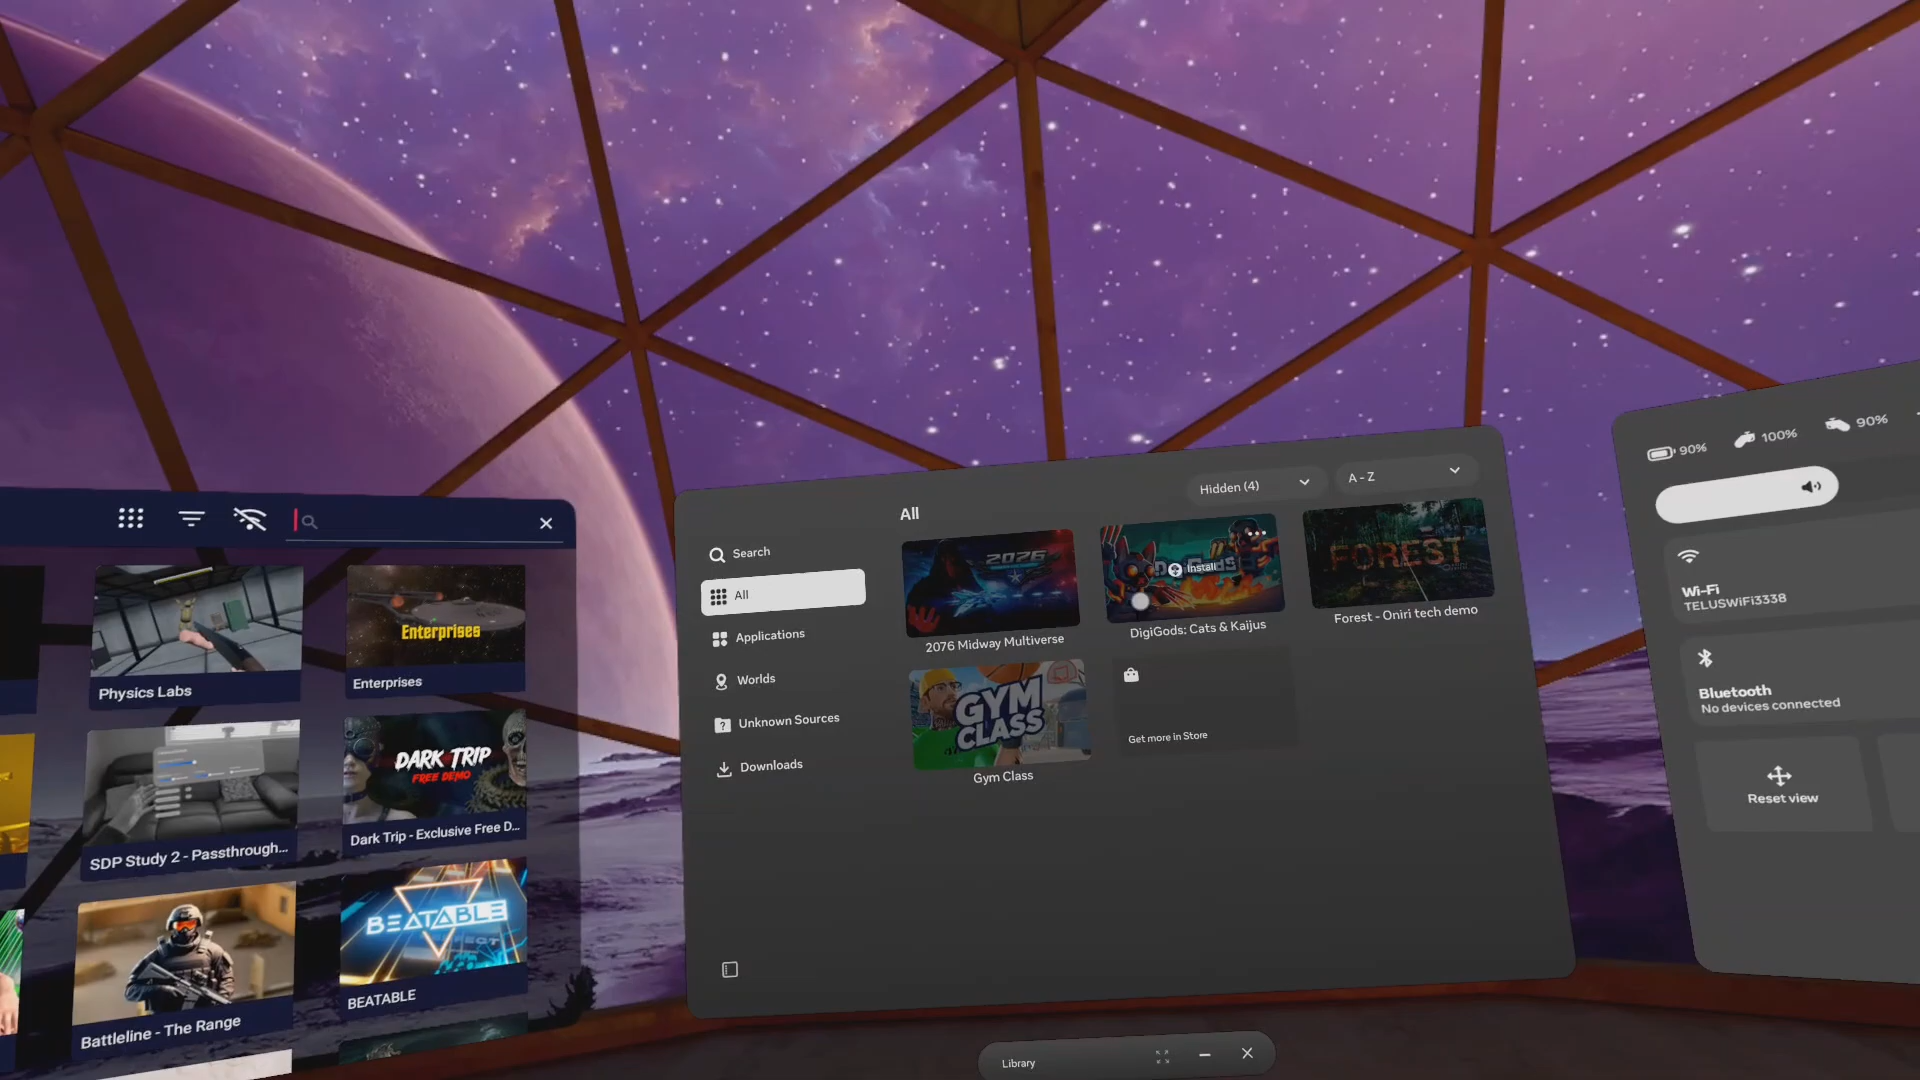 Physics Labs
Enterprises
Enterprises
SDP Study 2 - Passthrough...
DARK TRIP
FREE DEMO
Dark Trip - Exclusive Free D...
Battleline - The Range
BEATABLE
BEATABLE
All
Hidden (4)
A - Z
Search
All
Applications
Worlds
Unknown Sources
Downloads
2026
2076 Midway Multiverse
Install
DigiGods: Cats & Kaijus
FOREST
Forest - Oniri tech demo
GYM
CLASS
Gym Class
Get more in Store
Library
90%
100%
90%
Wi-Fi
TELUSWiFi3338
Bluetooth
No devices connected
Reset view